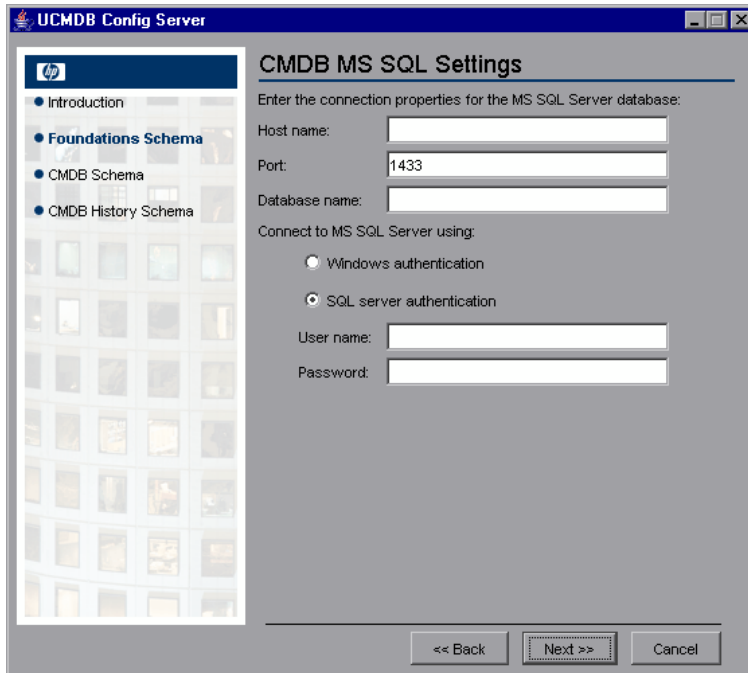 UCMDB Config Server
hp
Introduction
Foundations Schema
CMDB Schema
CMDB History Schema
CMDB MS SQL Settings
Enter the connection properties for the MS SQL Server database:
Host name:
Port: 1433
Database name:
Connect to MS SQL Server using:
Windows authentication
SQL server authentication
User name:
Password:
<< Back Next >> Cancel